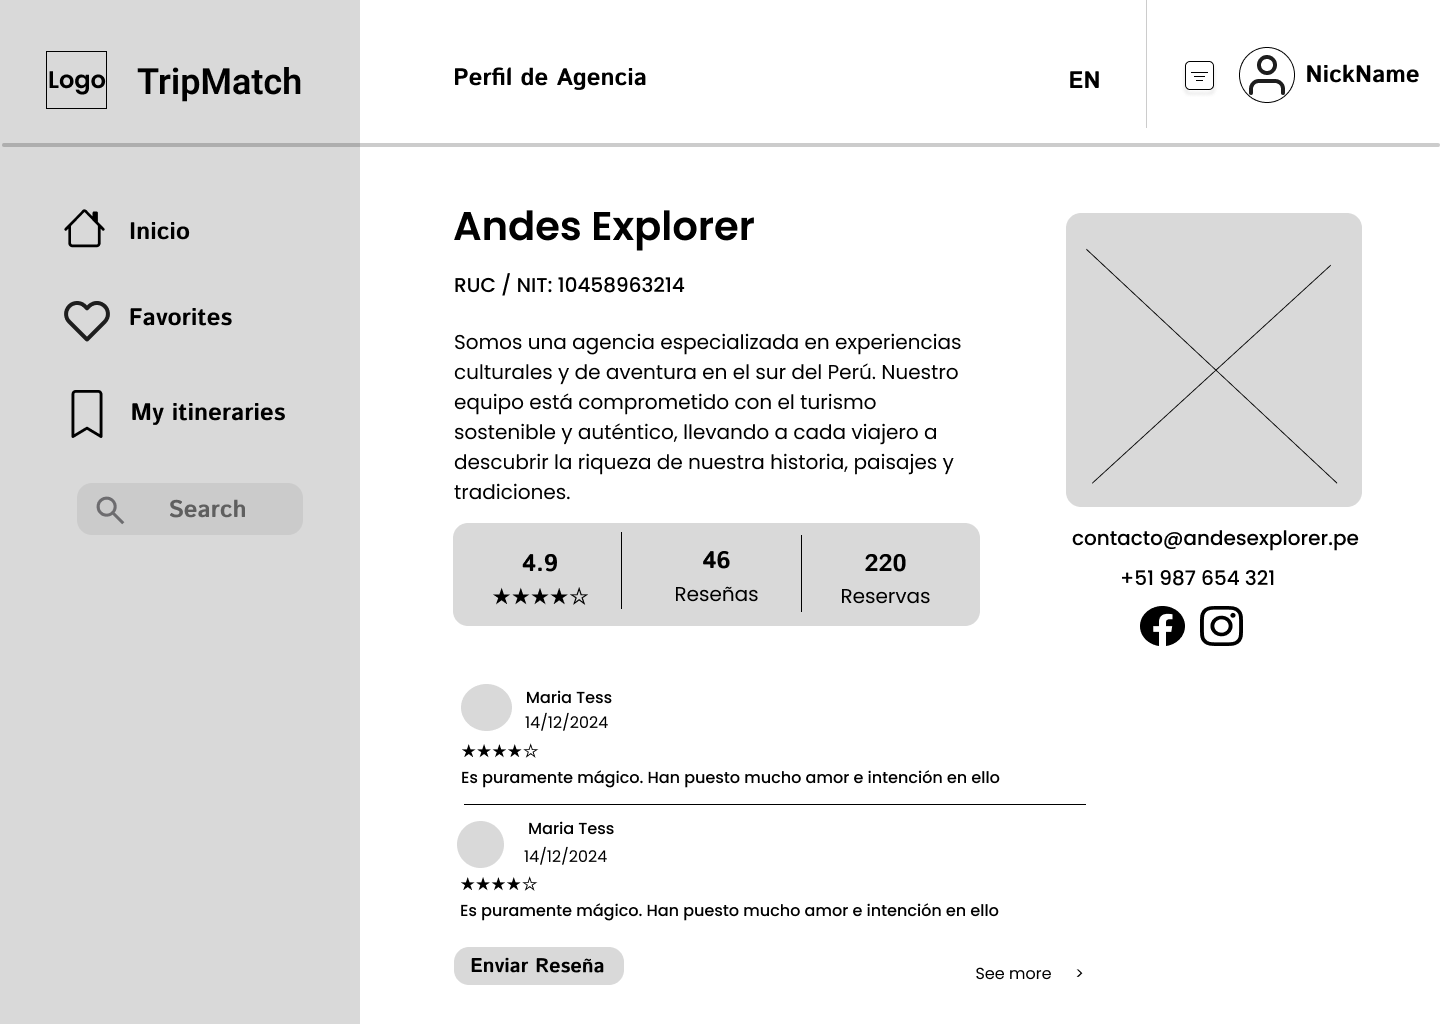 Logo
TripMatch
Perfil de Agencia
EN
NickName
Inicio
Favorites
My itineraries
Search
Andes Explorer
RUC / NIT: 10458963214
Somos una agencia especializada en experiencias
culturales y de aventura en el sur del Perú. Nuestro
equipo está comprometido con el turismo
sostenible y auténtico, llevando a cada viajero a
descubrir la riqueza de nuestra historia, paisajes y
tradiciones.
4.9
★★★★☆
46
Reseñas
220
Reservas
contacto@andesexplorer.pe
+51 987 654 321
Maria Tess
14/12/2024
★★★★☆
Es puramente mágico. Han puesto mucho amor e intención en ello
Maria Tess
14/12/2024
★★★★☆
Es puramente mágico. Han puesto mucho amor e intención en ello
Enviar Reseña
See more >